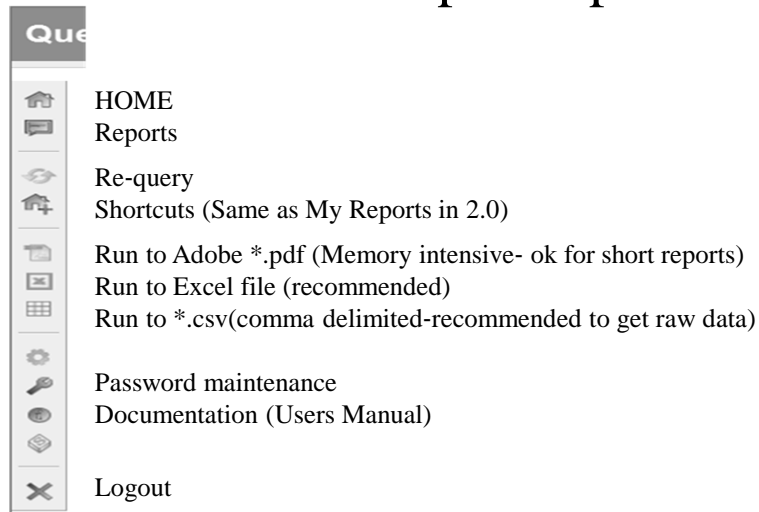 Que
HOME
Reports
Re-query
Shortcuts (Same as My Reports in 2.0)
Run to Adobe *.pdf (Memory intensive- ok for short reports)
Run to Excel file (recommended)
Run to *.csv(comma delimited-recommended to get raw data)
Password maintenance
Documentation (Users Manual)
Logout